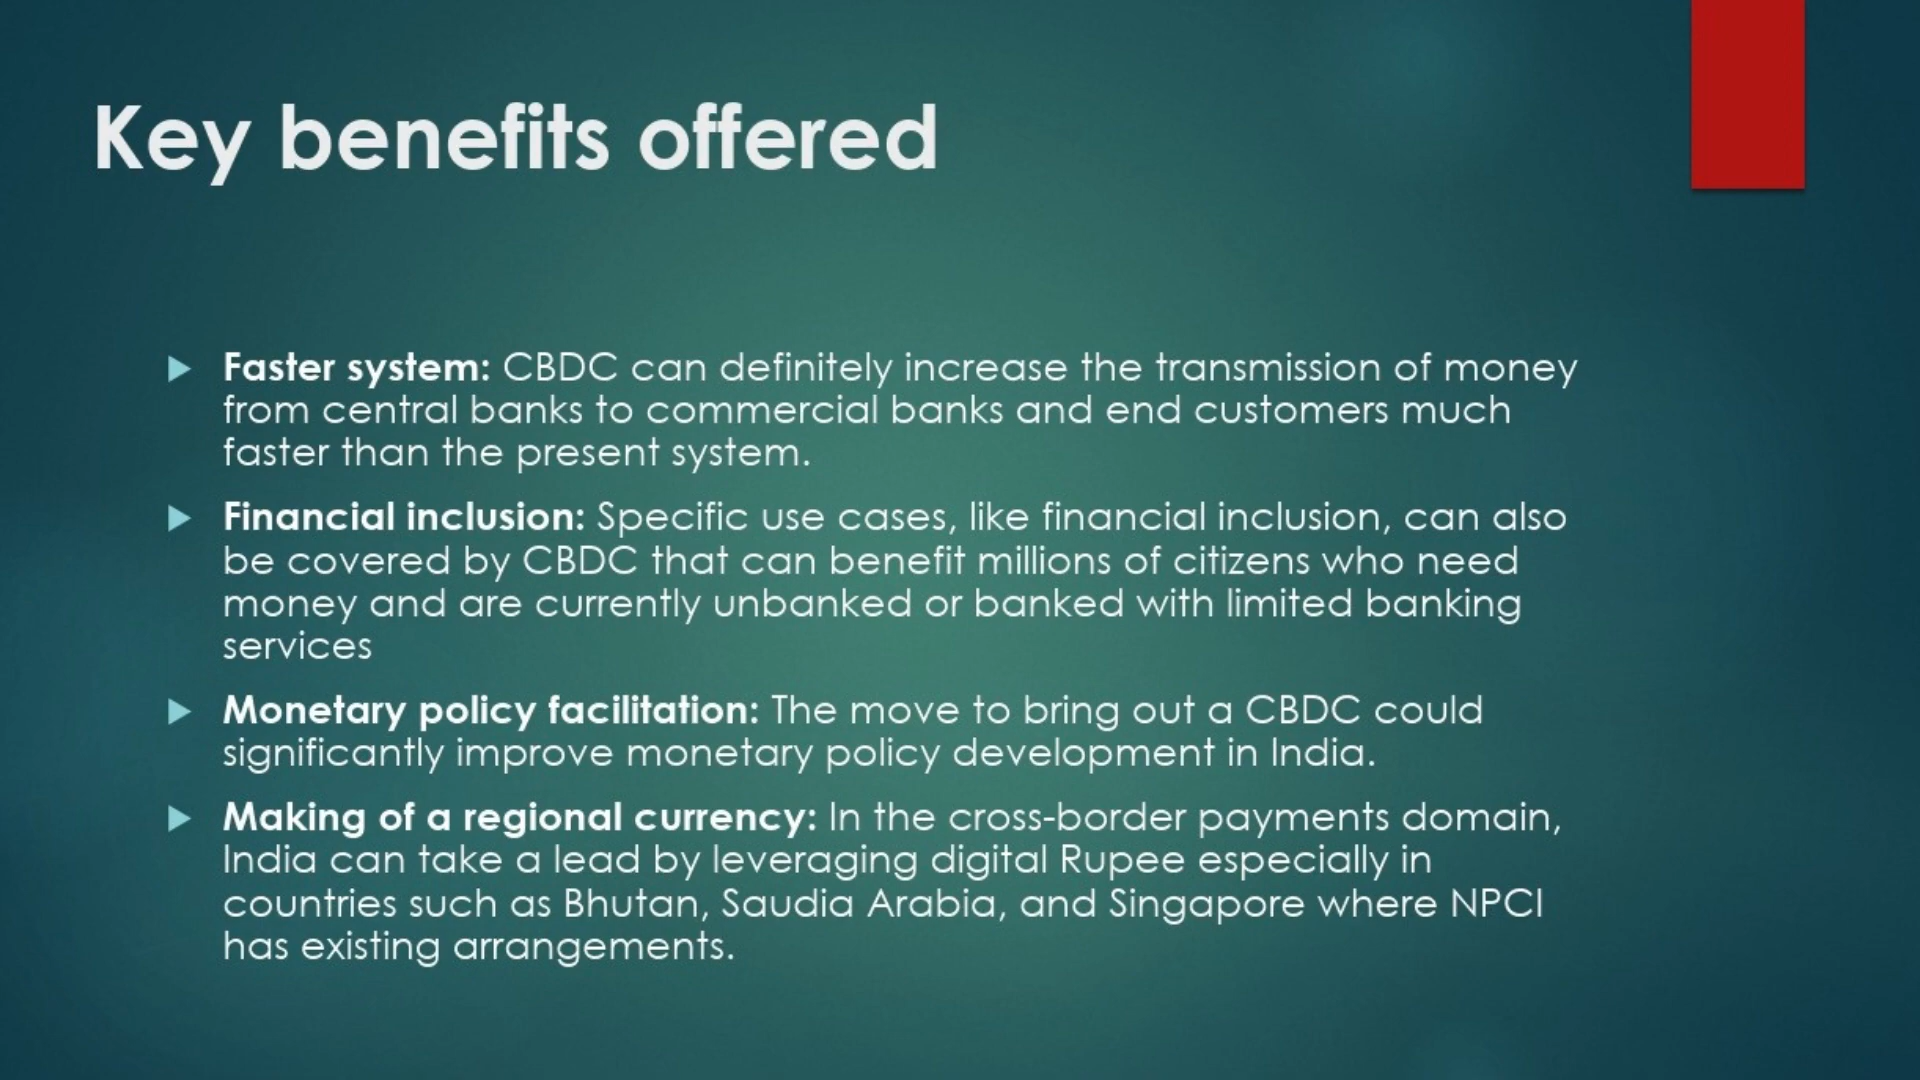 Key benefits offered
Faster system: CBDC can definitely increase the transmission of money
from central banks to commercial banks and end customers much
faster than the present system.
Financial inclusion: Specific use cases, like financial inclusion, can also
be covered by CBDC that can benefit millions of citizens who need
money and are currently unbanked or banked with limited banking
services
Monetary policy facilitation: The move to bring out a CBDC could
significantly improve monetary policy development in India.
Making of a regional currency: In the cross-border payments domain,
India can take a lead by leveraging digital Rupee especially in
countries such as Bhutan, Saudia Arabia, and Singapore where NPCI
has existing arrangements.